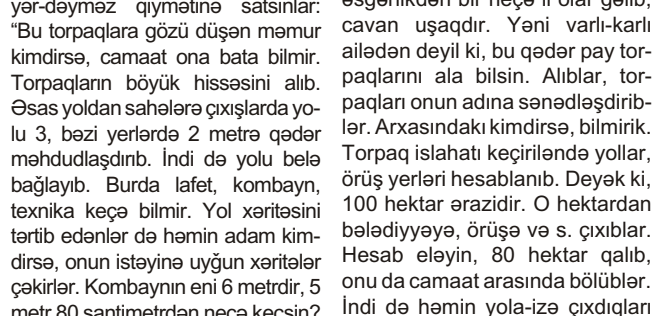 yər-dəyməz qiymətinə satsınlar:
“Bu torpaqlara gözü düşən məmur
kimdirsə, camaat ona bata bilmir.
Torpaqların böyük hissəsini alıb.
Əsas yoldan sahələrə çıxışlarda yo-
lu 3, bəzi yerlərdə 2 metrə qədər
məhdudlaşdırıb. İndi də yolu belə
bağlayıb. Burda lafet, kombayn,
texnika keçə bilmir. Yol xəritəsini
tərtib edənlər də həmin adam kim-
dirsə, onun istəyinə uyğun xəritələr
çəkirlər. Kombaynın eni 6 metrdir, 5
metr 80 santimetrdən necə keçsin?
əsgərlikdən bir neçə il olar gəlib,
cavan uşaqdır. Yəni varlı-karlı
ailədən deyil ki, bu qədər pay tor-
paqlarını ala bilsin. Alıblar, tor-
paqları onun adına sənədləşdirib-
lər. Arxasındakı kimdirsə, bilmirik.
Torpaq islahatı keçiriləndə yollar,
örüş yerləri hesablanıb. Deyək ki,
100 hektar ərazidir. O hektardan
bələdiyyəyə, örüşə və s. çıxıblar.
Hesab eləyin, 80 hektar qalıb,
onu da camaat arasında bölüblər.
İndi də həmin yola-izə çıxdıqları